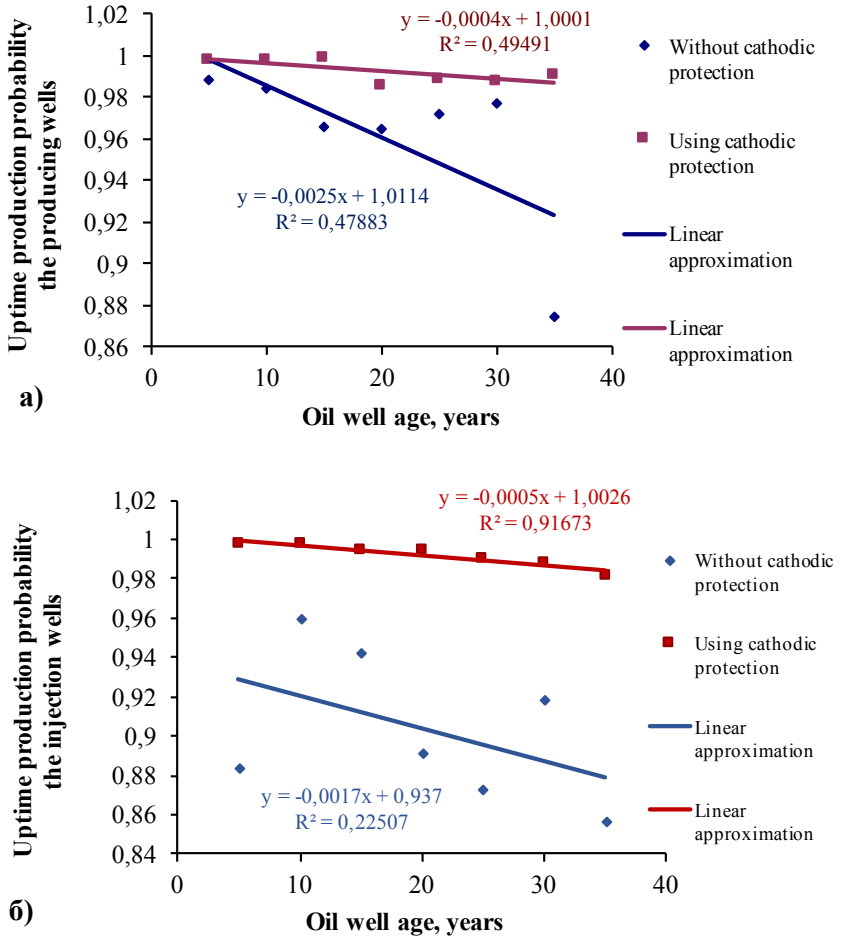 y = -0,0004x + 1,0001
R² = 0,49491
1,02
1
0,98
0,96
0,94
0,92
0,9
0,88
0,86
Uptime production probability
the producing wells
y = -0,0025x + 1,0114
R² = 0,47883
Without cathodic
protection
Using cathodic
protection
Linear
approximation
Linear
approximation
0
10
20
30
40
а)
Oil well age, years
y = -0,0005x + 1,0026
R² = 0,91673
1,02
1
0,98
0,96
0,94
0,92
0,9
0,88
0,86
0,84
Uptime production probability
the injection wells
y = -0,0017x + 0,937
R² = 0,22507
Without cathodic
protection
Using cathodic
protection
Linear
approximation
Linear
approximation
0
10
20
30
40
б)
Oil well age, years